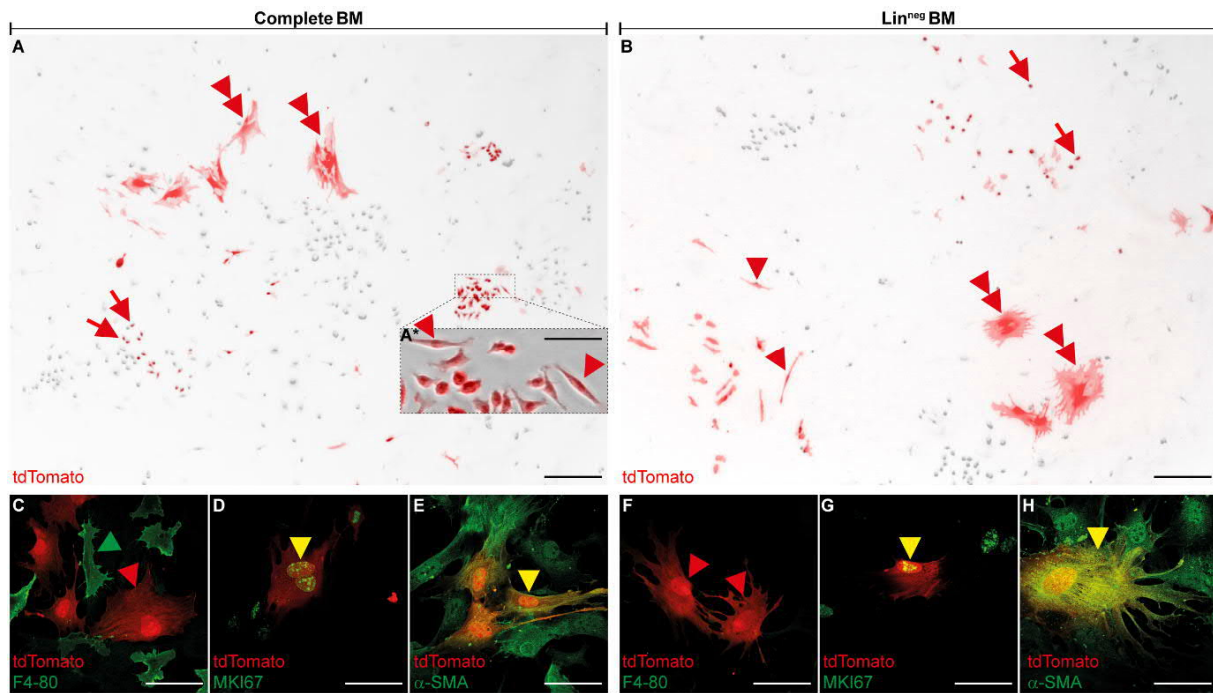 Complete BM
Lin^neg BM
A
B
A*
tdTomato
tdTomato
C
D
E
F
G
H
tdTomato
F4-80
tdTomato
MKI67
tdTomato
α-SMA
tdTomato
F4-80
tdTomato
MKI67
tdTomato
α-SMA